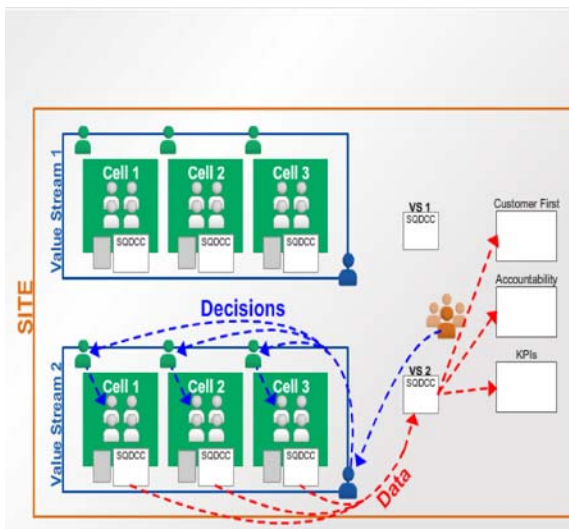 SITE
Value Stream 1
Cell 1
Cell 2
Cell 3
SQDCC
SQDCC
SQDCC
VS 1
SQDCC
Customer First
Accountability
KPIs
Decisions
Value Stream 2
Cell 1
Cell 2
Cell 3
SQDCC
SQDCC
SQDCC
VS 2
SQDCC
Data